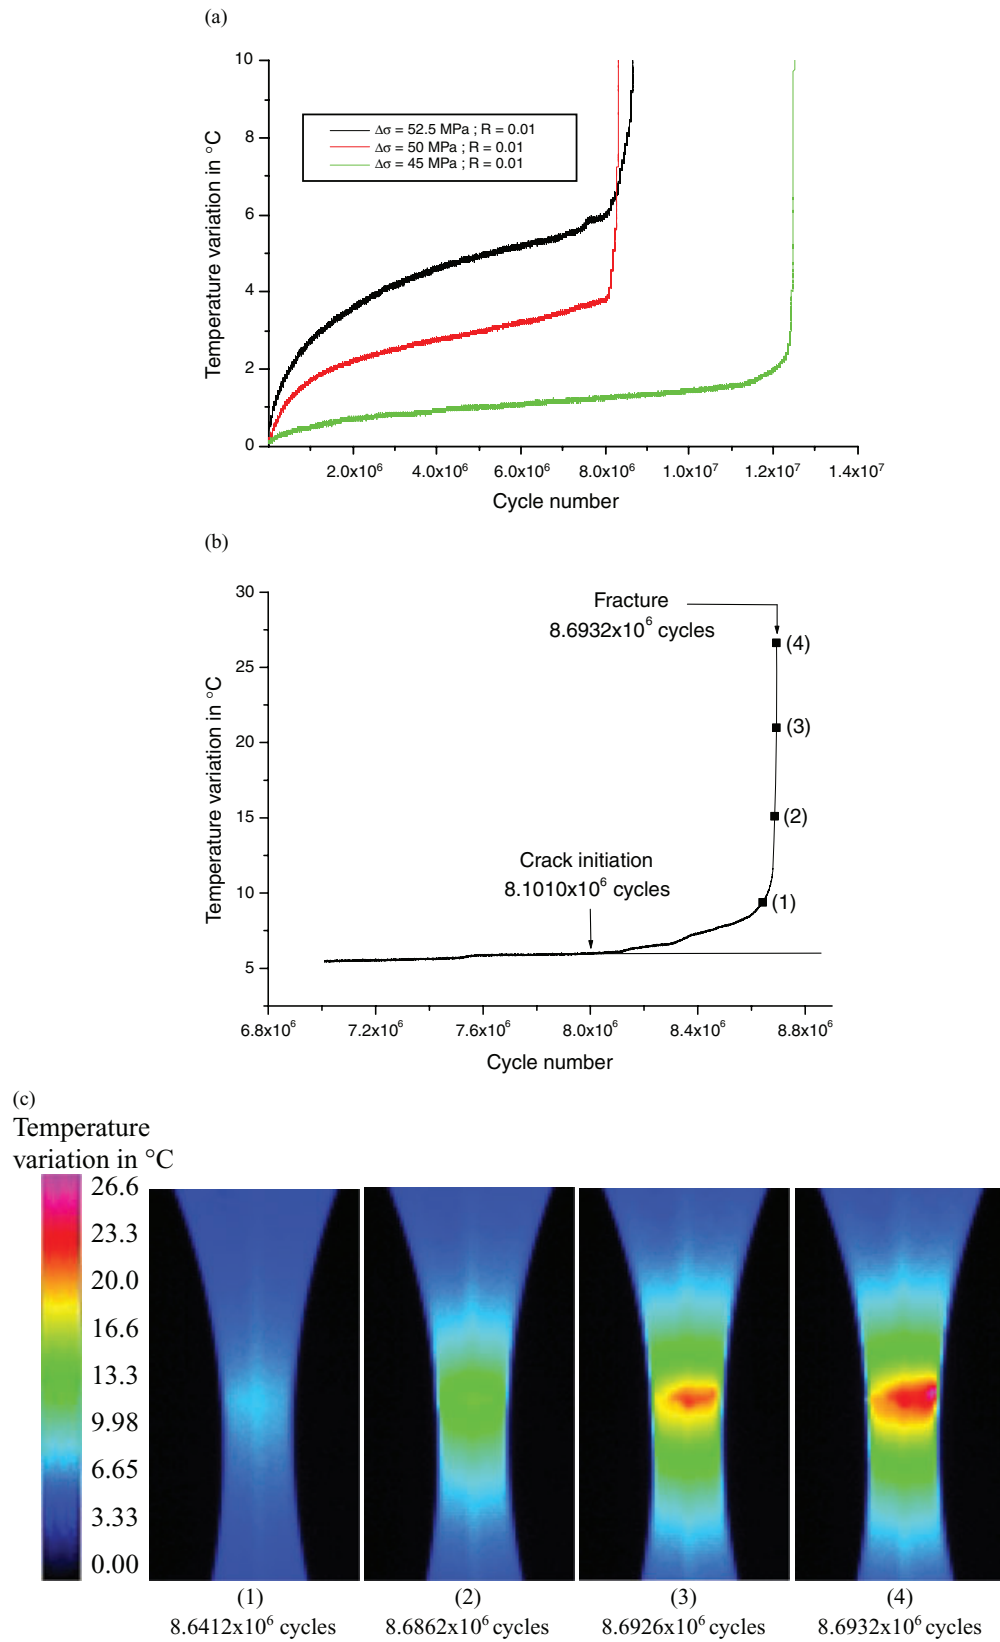 (a)
Temperature variation in °C
10
8
6
4
2
0
Δσ = 52.5 MPa ; R = 0.01
Δσ = 50 MPa ; R = 0.01
Δσ = 45 MPa ; R = 0.01
2.0x10⁶ 4.0x10⁶ 6.0x10⁶ 8.0x10⁶ 1.0x10⁷ 1.2x10⁷ 1.4x10⁷
Cycle number
(b)
Temperature variation in °C
30
25
20
15
10
5
Fracture
8.6932x10⁶ cycles
(4)
(3)
(2)
(1)
Crack initiation
8.1010x10⁶ cycles
6.8x10⁶ 7.2x10⁶ 7.6x10⁶ 8.0x10⁶ 8.4x10⁶ 8.8x10⁶
Cycle number
(c)
Temperature
variation in °C
26.6
23.3
20.0
16.6
13.3
9.98
6.65
3.33
0.00
(1) (2) (3) (4)
8.6412x10⁶ cycles 8.6862x10⁶ cycles 8.6926x10⁶ cycles 8.6932x10⁶ cycles